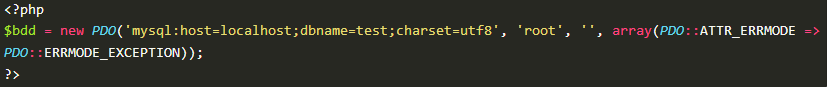 <?php
$bdd = new PDO('mysql:host=localhost;dbname=test;charset=utf8', 'root', '', array(PDO::ATTR_ERRMODE =>
PDO::ERRMODE_EXCEPTION));
?>